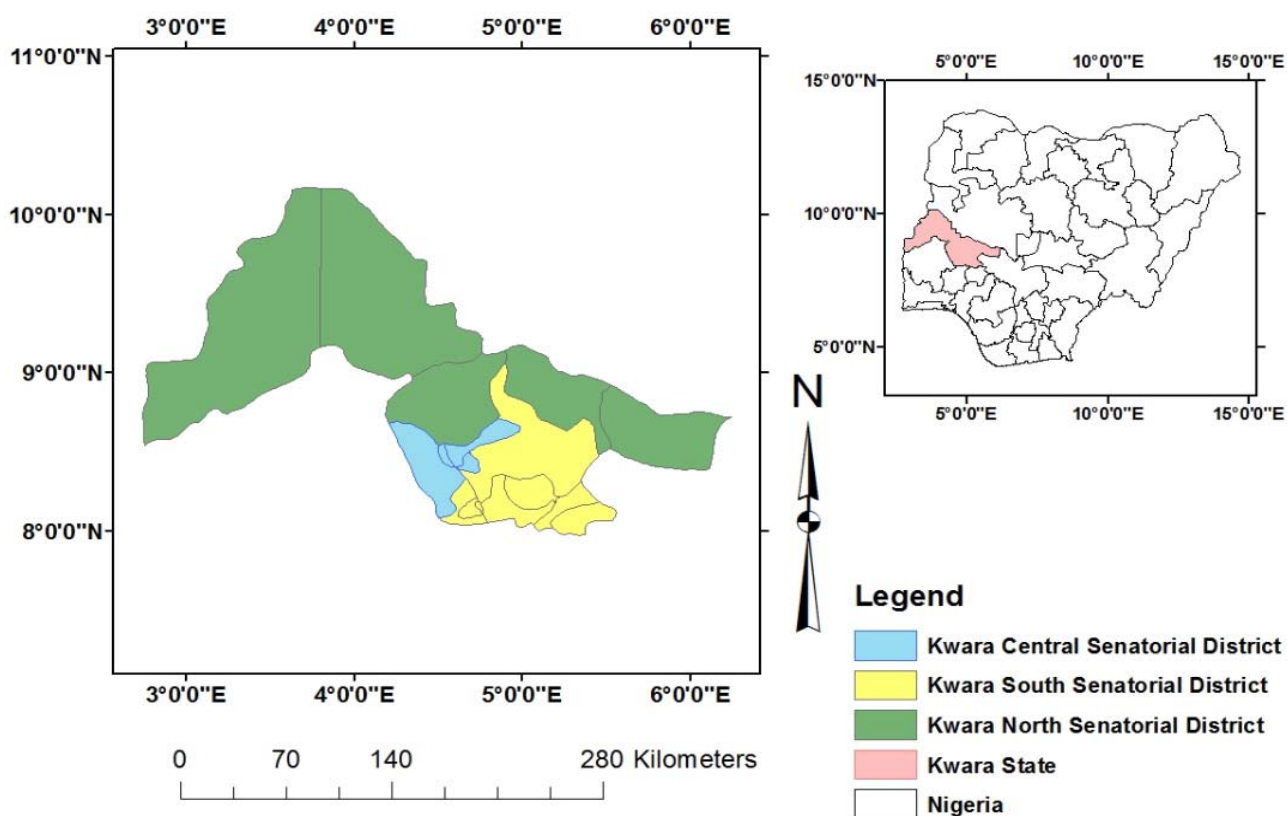 3°0'0"E 4°0'0"E 5°0'0"E 6°0'0"E
11°0'0"N
10°0'0"N
9°0'0"N
8°0'0"N
3°0'0"E 4°0'0"E 5°0'0"E 6°0'0"E
0 70 140 280 Kilometers
5°0'0"E 10°0'0"E 15°0'0"E
15°0'0"N
10°0'0"N
5°0'0"N
5°0'0"E 10°0'0"E 15°0'0"E
N
Legend
Kwara Central Senatorial District
Kwara South Senatorial District
Kwara North Senatorial District
Kwara State
Nigeria